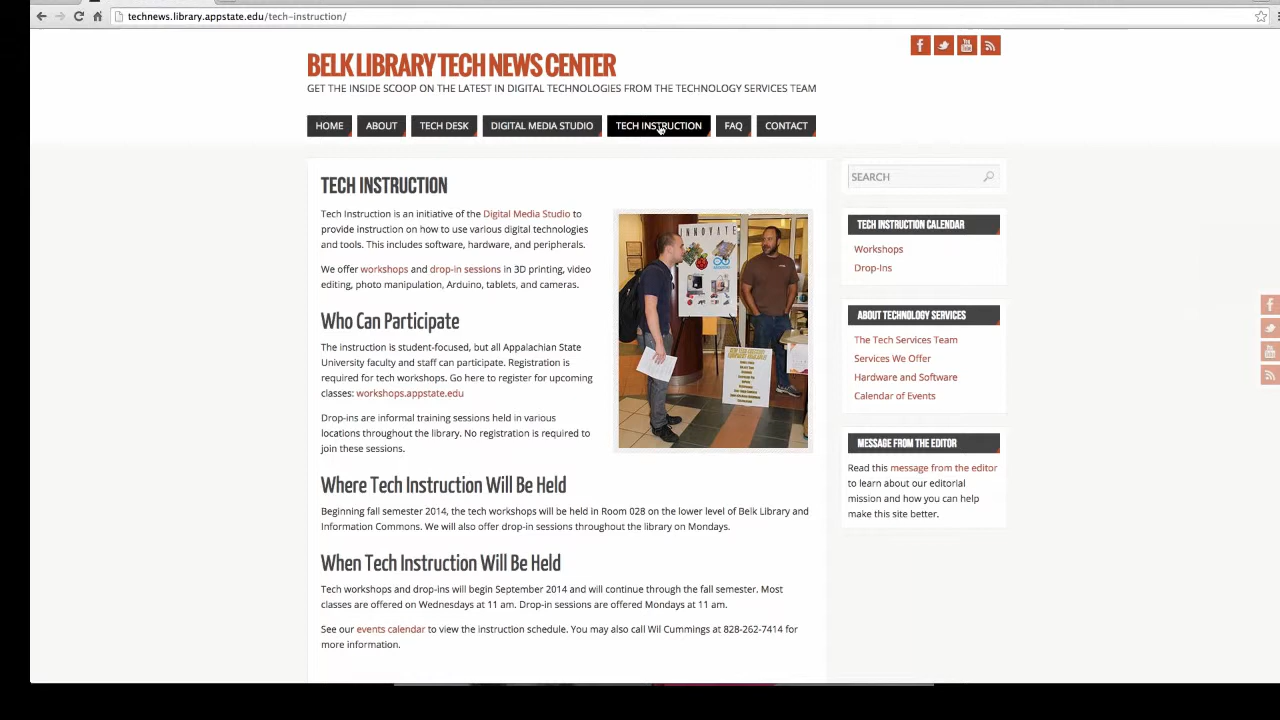 technews.library.appstate.edu/tech-instruction/
BELK LIBRARY TECH NEWS CENTER
GET THE INSIDE SCOOP ON THE LATEST IN DIGITAL TECHNOLOGIES FROM THE TECHNOLOGY SERVICES TEAM
HOME ABOUT TECH DESK DIGITAL MEDIA STUDIO TECH INSTRUCTION FAQ CONTACT
TECH INSTRUCTION
Tech Instruction is an initiative of the Digital Media Studio to
provide instruction on how to use various digital technologies
and tools. This includes software, hardware, and peripherals.
We offer workshops and drop-in sessions in 3D printing, video
editing, photo manipulation, Arduino, tablets, and cameras.
INNOVATE
Who Can Participate
The instruction is student-focused, but all Appalachian State
University faculty and staff can participate. Registration is
required for tech workshops. Go here to register for upcoming
classes: workshops.appstate.edu
Drop-ins are informal training sessions held in various
locations throughout the library. No registration is required to
join these sessions.
Where Tech Instruction Will Be Held
Beginning fall semester 2014, the tech workshops will be held in Room 028 on the lower level of Belk Library and
Information Commons. We will also offer drop-in sessions throughout the library on Mondays.
When Tech Instruction Will Be Held
Tech workshops and drop-ins will begin September 2014 and will continue through the fall semester. Most
classes are offered on Wednesdays at 11 am. Drop-in sessions are offered Mondays at 11 am.
See our events calendar to view the instruction schedule. You may also call Wil Cummings at 828-262-7414 for
more information.
SEARCH
TECH INSTRUCTION CALENDAR
Workshops
Drop-Ins
ABOUT TECHNOLOGY SERVICES
The Tech Services Team
Services We Offer
Hardware and Software
Calendar of Events
MESSAGE FROM THE EDITOR
Read this message from the editor
to learn about our editorial
mission and how you can help
make this site better.